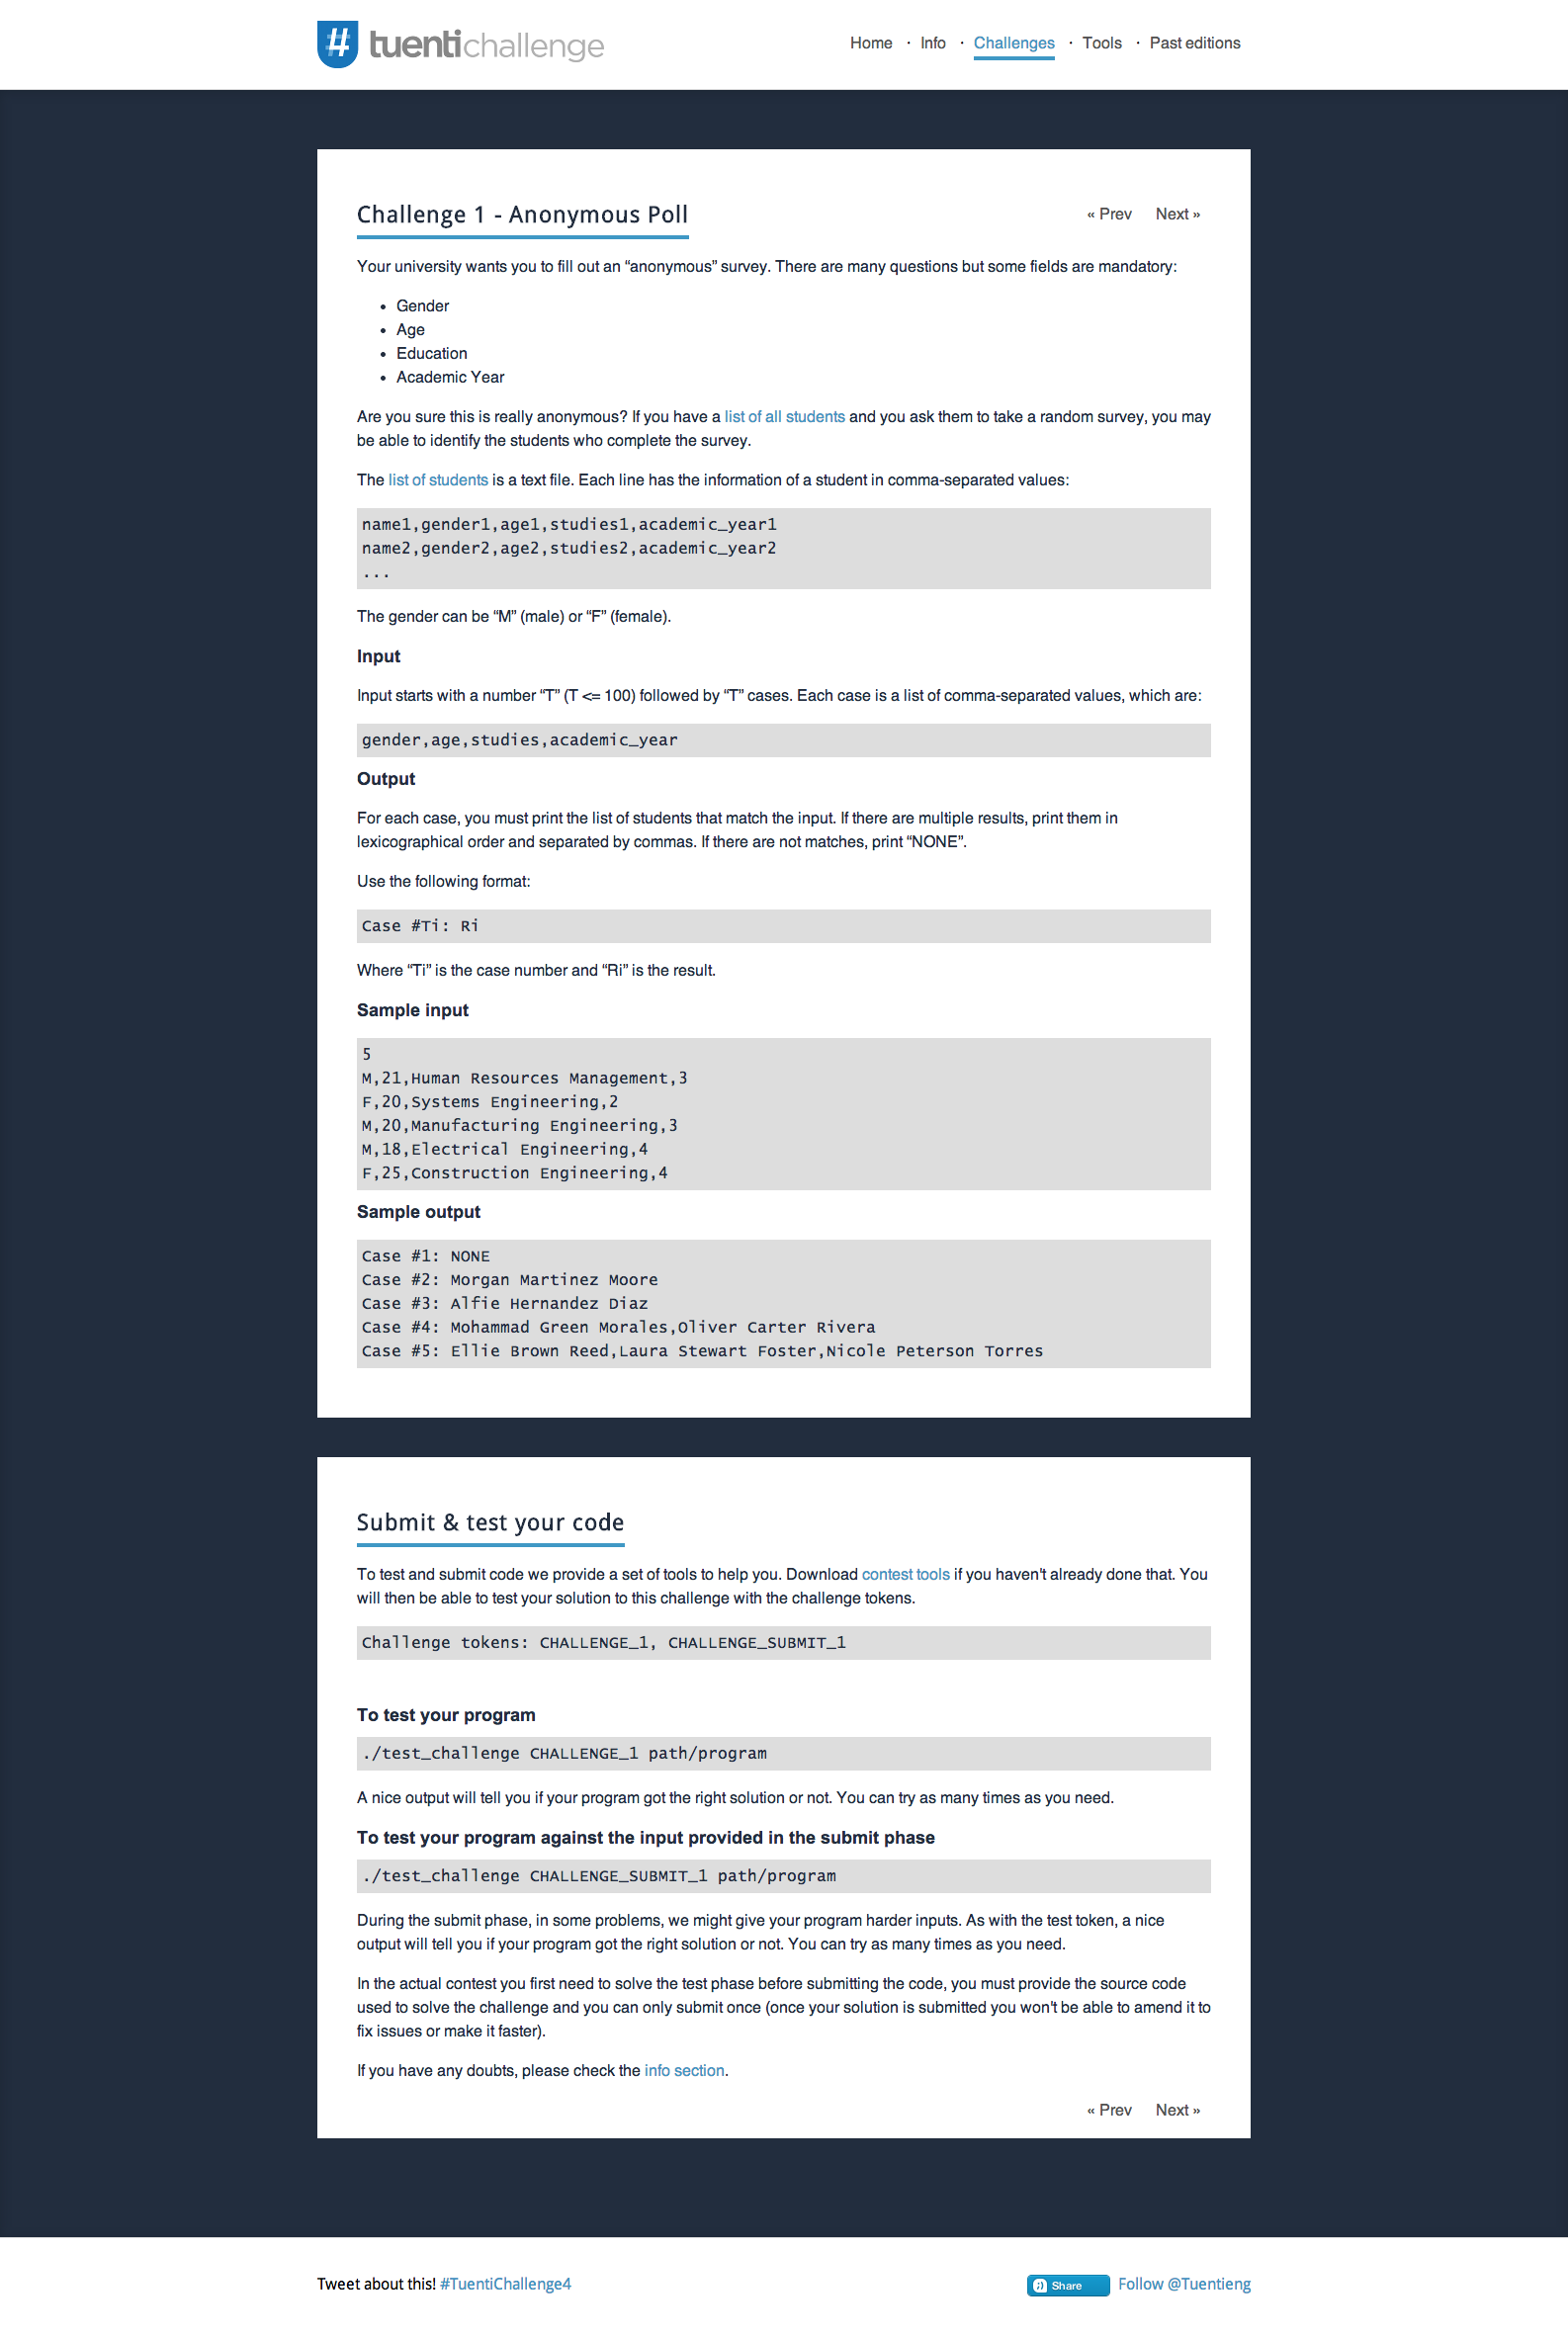 # tuentichallenge
Home · Info · Challenges · Tools · Past editions
Challenge 1 - Anonymous Poll
« Prev Next »
Your university wants you to fill out an “anonymous” survey. There are many questions but some fields are mandatory:
• Gender
• Age
• Education
• Academic Year
Are you sure this is really anonymous? If you have a list of all students and you ask them to take a random survey, you may
be able to identify the students who complete the survey.
The list of students is a text file. Each line has the information of a student in comma-separated values:
name1,gender1,age1,studies1,academic_year1
name2,gender2,age2,studies2,academic_year2
...
The gender can be “M” (male) or “F” (female).
Input
Input starts with a number “T” (T <= 100) followed by “T” cases. Each case is a list of comma-separated values, which are:
gender,age,studies,academic_year
Output
For each case, you must print the list of students that match the input. If there are multiple results, print them in
lexicographical order and separated by commas. If there are not matches, print “NONE”.
Use the following format:
Case #Ti: Ri
Where “Ti” is the case number and “Ri” is the result.
Sample input
5
M,21,Human Resources Management,3
F,20,Systems Engineering,2
M,20,Manufacturing Engineering,3
M,18,Electrical Engineering,4
F,25,Construction Engineering,4
Sample output
Case #1: NONE
Case #2: Morgan Martinez Moore
Case #3: Alfie Hernandez Diaz
Case #4: Mohammad Green Morales,Oliver Carter Rivera
Case #5: Ellie Brown Reed,Laura Stewart Foster,Nicole Peterson Torres
Submit & test your code
To test and submit code we provide a set of tools to help you. Download contest tools if you haven't already done that. You
will then be able to test your solution to this challenge with the challenge tokens.
Challenge tokens: CHALLENGE_1, CHALLENGE_SUBMIT_1
To test your program
./test_challenge CHALLENGE_1 path/program
A nice output will tell you if your program got the right solution or not. You can try as many times as you need.
To test your program against the input provided in the submit phase
./test_challenge CHALLENGE_SUBMIT_1 path/program
During the submit phase, in some problems, we might give your program harder inputs. As with the test token, a nice
output will tell you if your program got the right solution or not. You can try as many times as you need.
In the actual contest you first need to solve the test phase before submitting the code, you must provide the source code
used to solve the challenge and you can only submit once (once your solution is submitted you won't be able to amend it to
fix issues or make it faster).
If you have any doubts, please check the info section.
« Prev Next »
Tweet about this! #TuentiChallenge4
Share Follow @Tuentieng